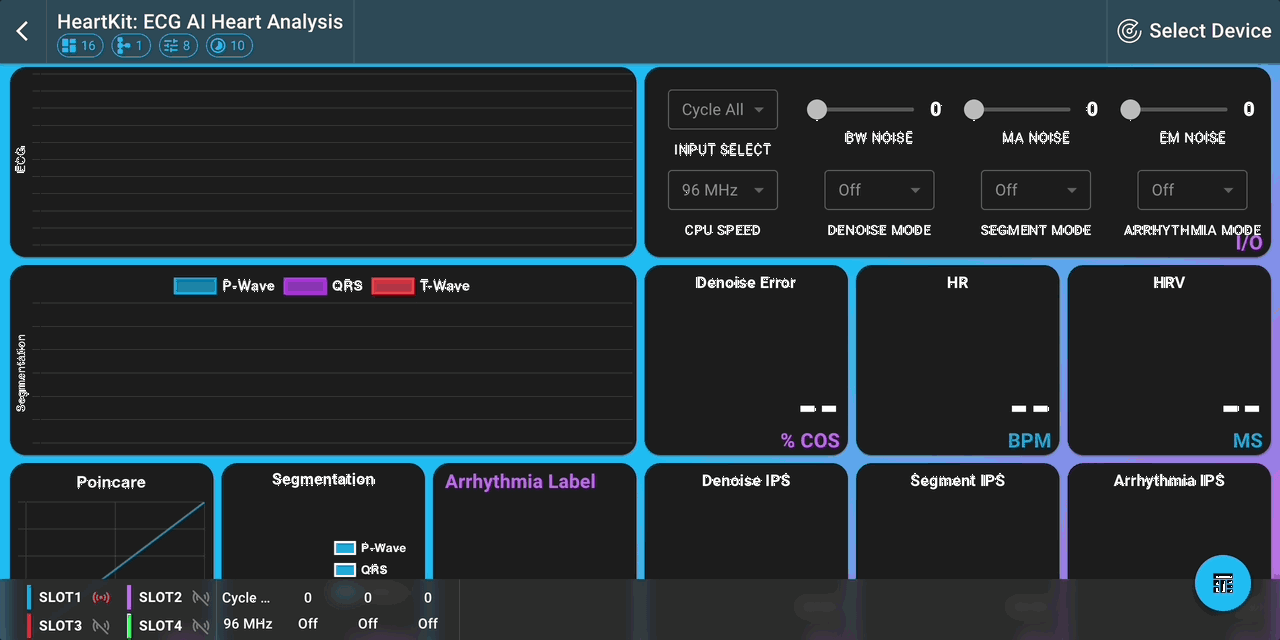 HeartKit: ECG AI Heart Analysis
16 1 8 10
Select Device
ECG
Cycle All
INPUT SELECT
0
BW NOISE
0
MA NOISE
0
EM NOISE
96 MHz
CPU SPEED
Off
DENOISE MODE
Off
SEGMENT MODE
Off
ARRHYTHMIA MODE
I/O
P-Wave QRS T-Wave
Segmentation
Denoise Error
--
% COS
HR
--
BPM
HRV
--
MS
Poincare
Segmentation
P-Wave
QRS
Arrhythmia Label
Denoise IPS
Segment IPS
Arrhythmia IPS
SLOT1 SLOT2 Cycle ... 0 0 0
SLOT3 SLOT4 96 MHz Off Off Off